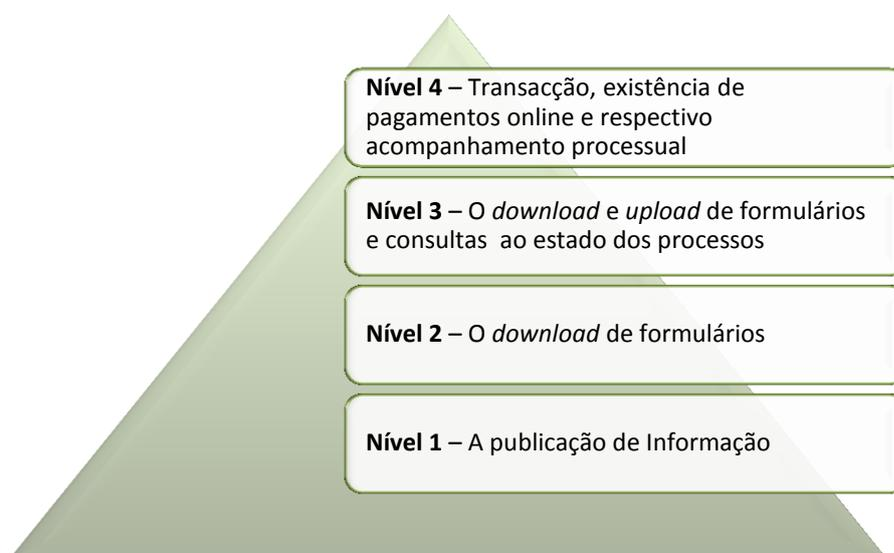 Nível 4 – Transacção, existência de
pagamentos online e respectivo
acompanhamento processual
Nível 3 – O download e upload de formulários
e consultas ao estado dos processos
Nível 2 – O download de formulários
Nível 1 – A publicação de Informação